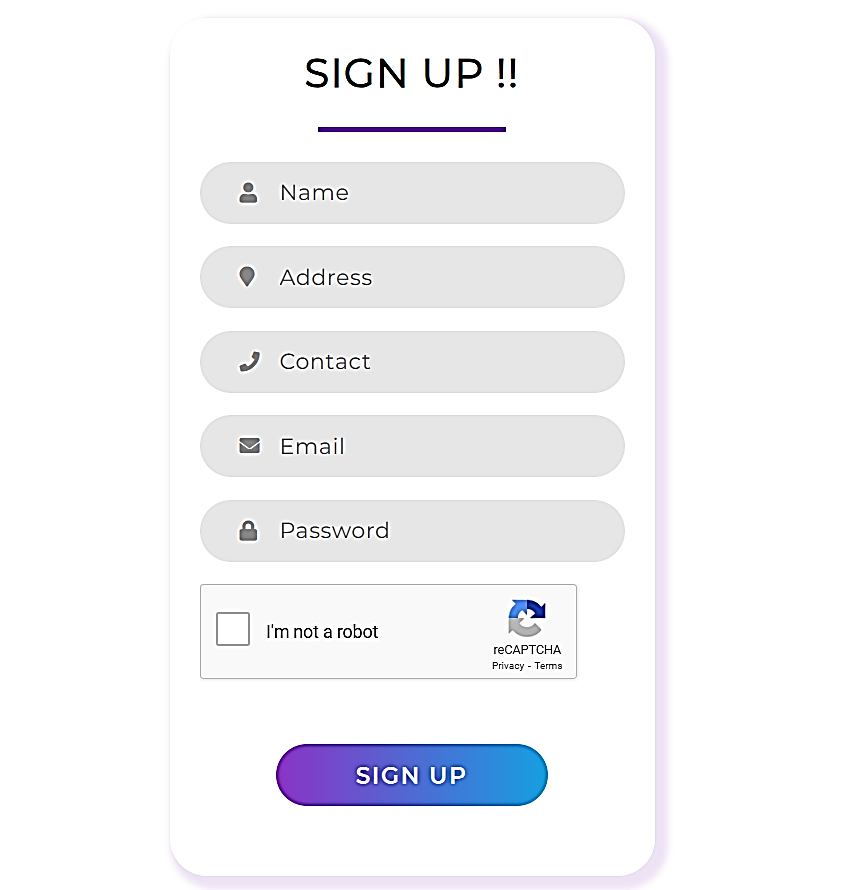 SIGN UP !!
Name
Address
Contact
Email
Password
I'm not a robot
reCAPTCHA
Privacy - Terms
SIGN UP